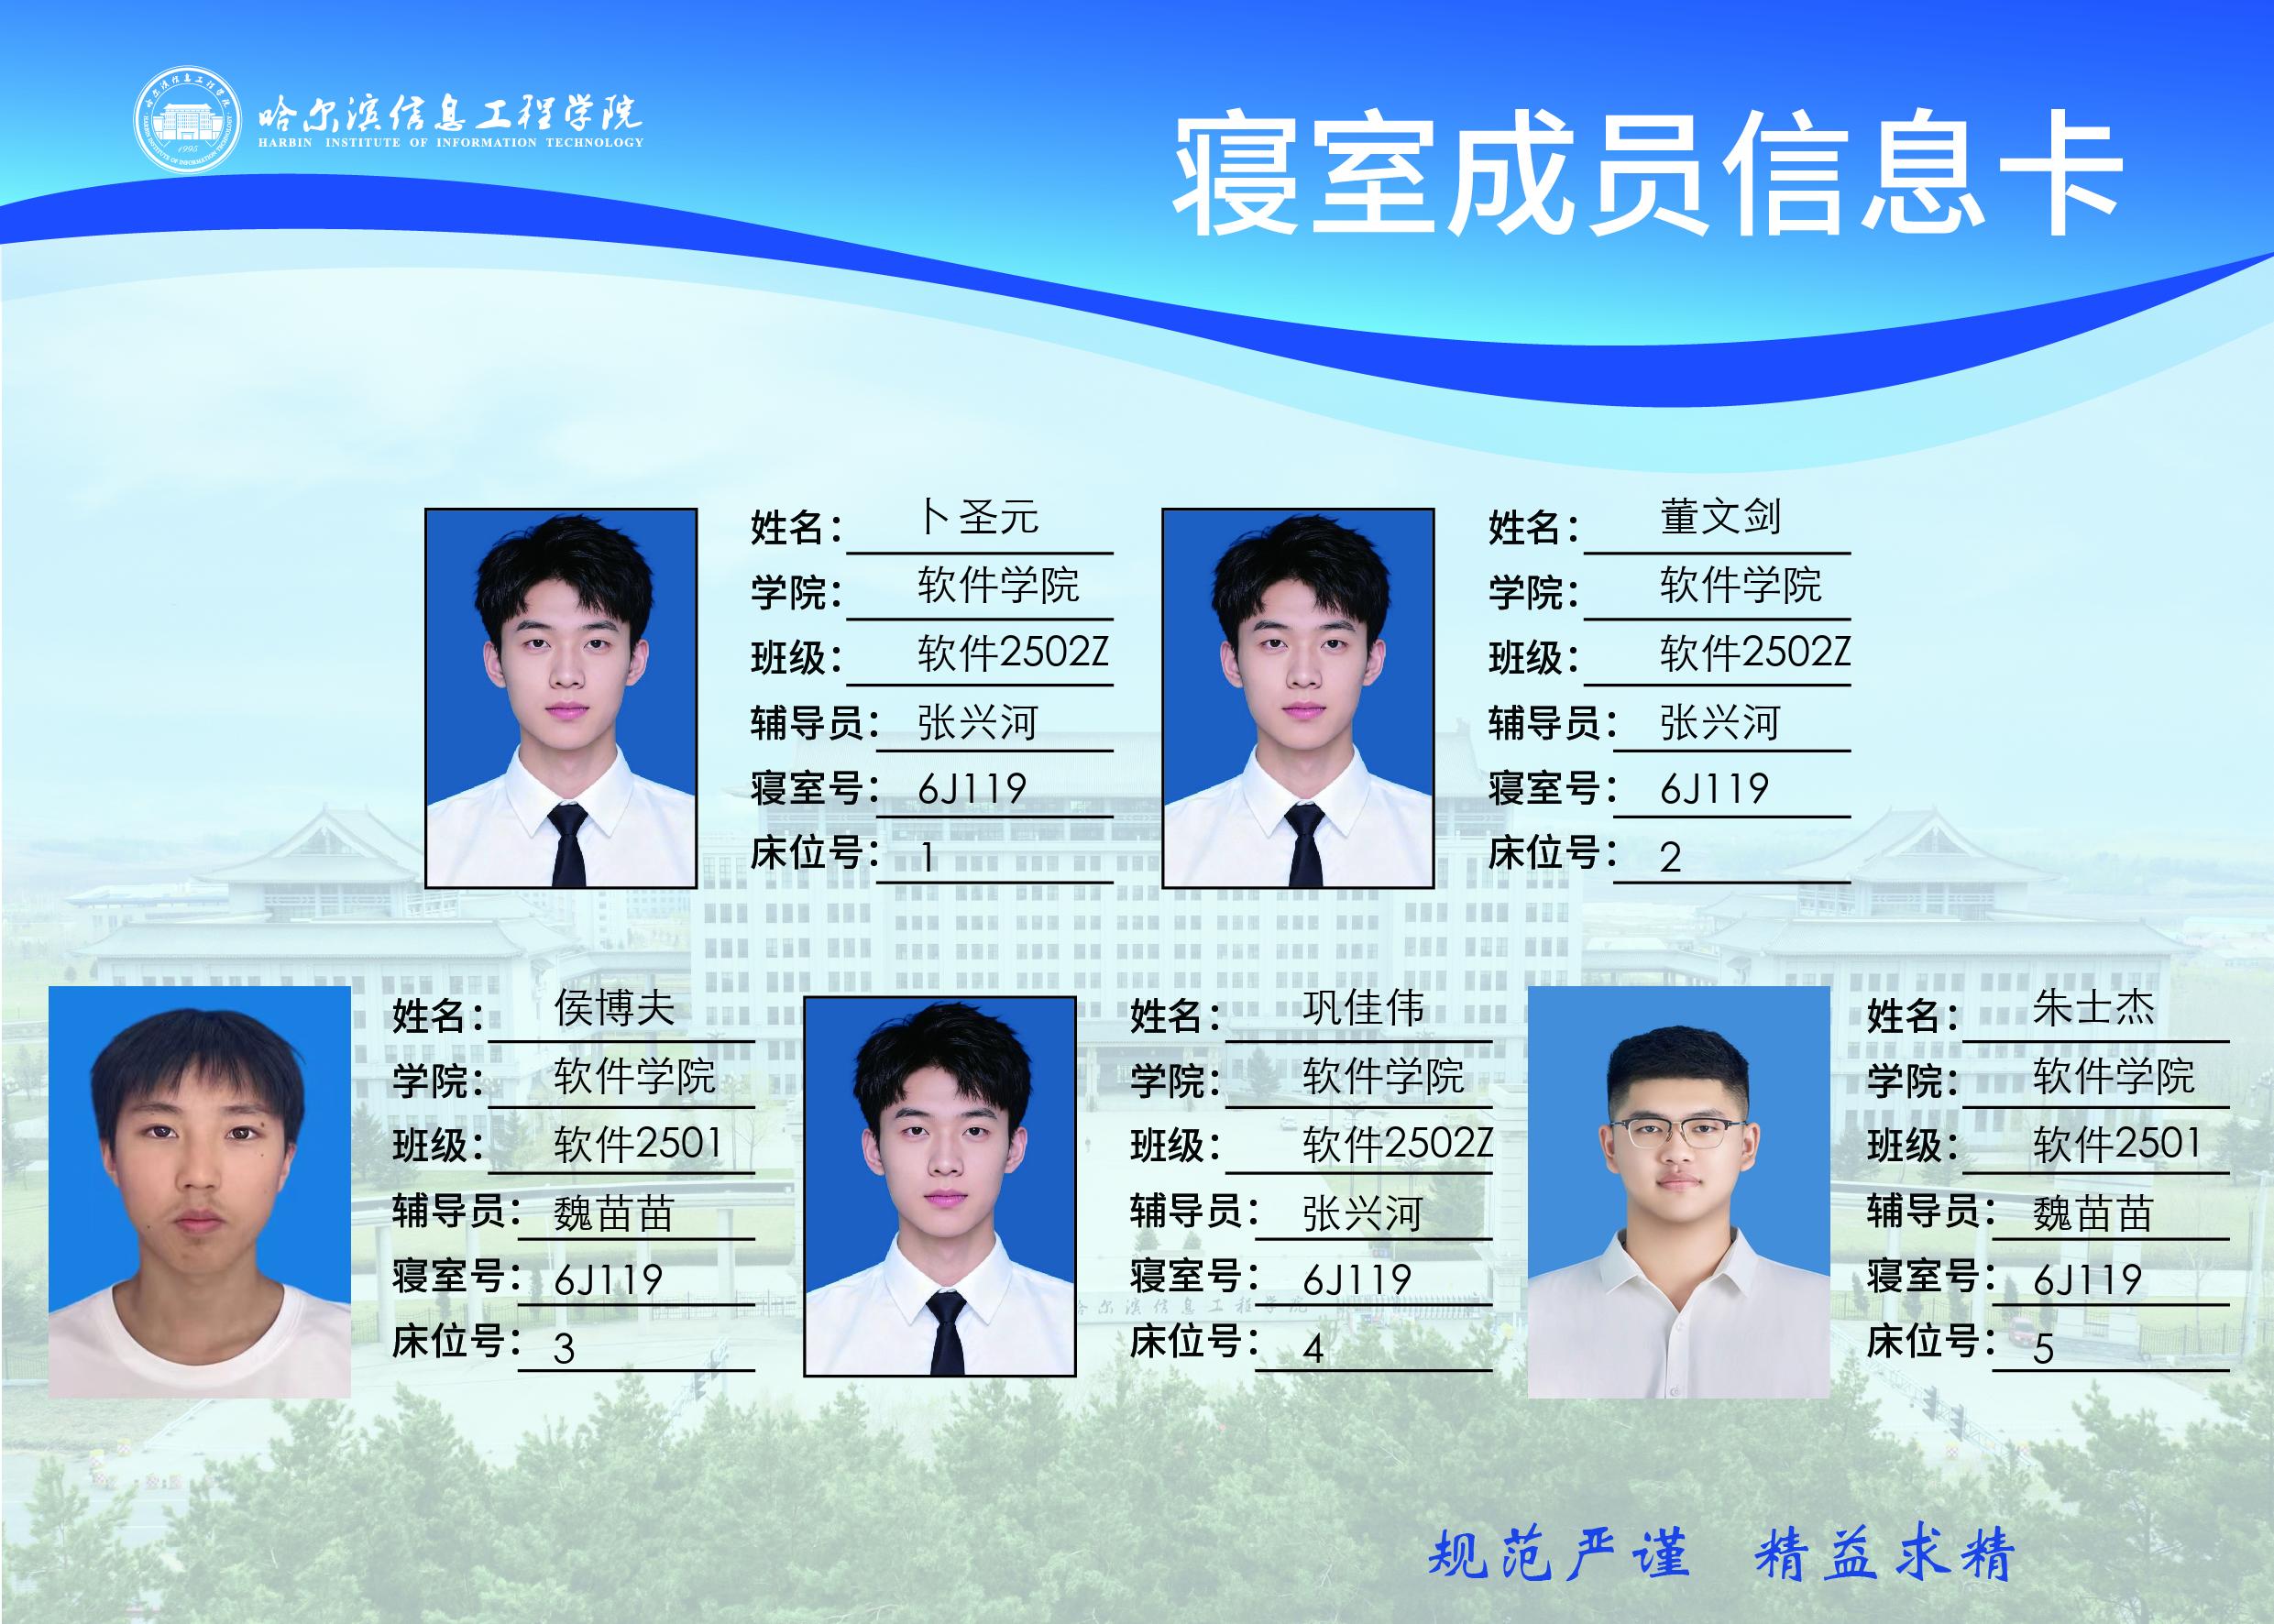 哈尔滨信息工程学院
HARBIN INSTITUTE OF INFORMATION TECHNOLOGY
1995
寝室成员信息卡
姓名：卜圣元
学院：软件学院
班级：软件2502Z
辅导员：张兴河
寝室号：6J119
床位号：1
姓名：董文剑
学院：软件学院
班级：软件2502Z
辅导员：张兴河
寝室号：6J119
床位号：2
姓名：侯博夫
学院：软件学院
班级：软件2501
辅导员：魏苗苗
寝室号：6J119
床位号：3
姓名：巩佳伟
学院：软件学院
班级：软件2502Z
辅导员：张兴河
寝室号：6J119
床位号：4
姓名：朱士杰
学院：软件学院
班级：软件2501
辅导员：魏苗苗
寝室号：6J119
床位号：5
哈尔滨信息工程学院
规范严谨 精益求精